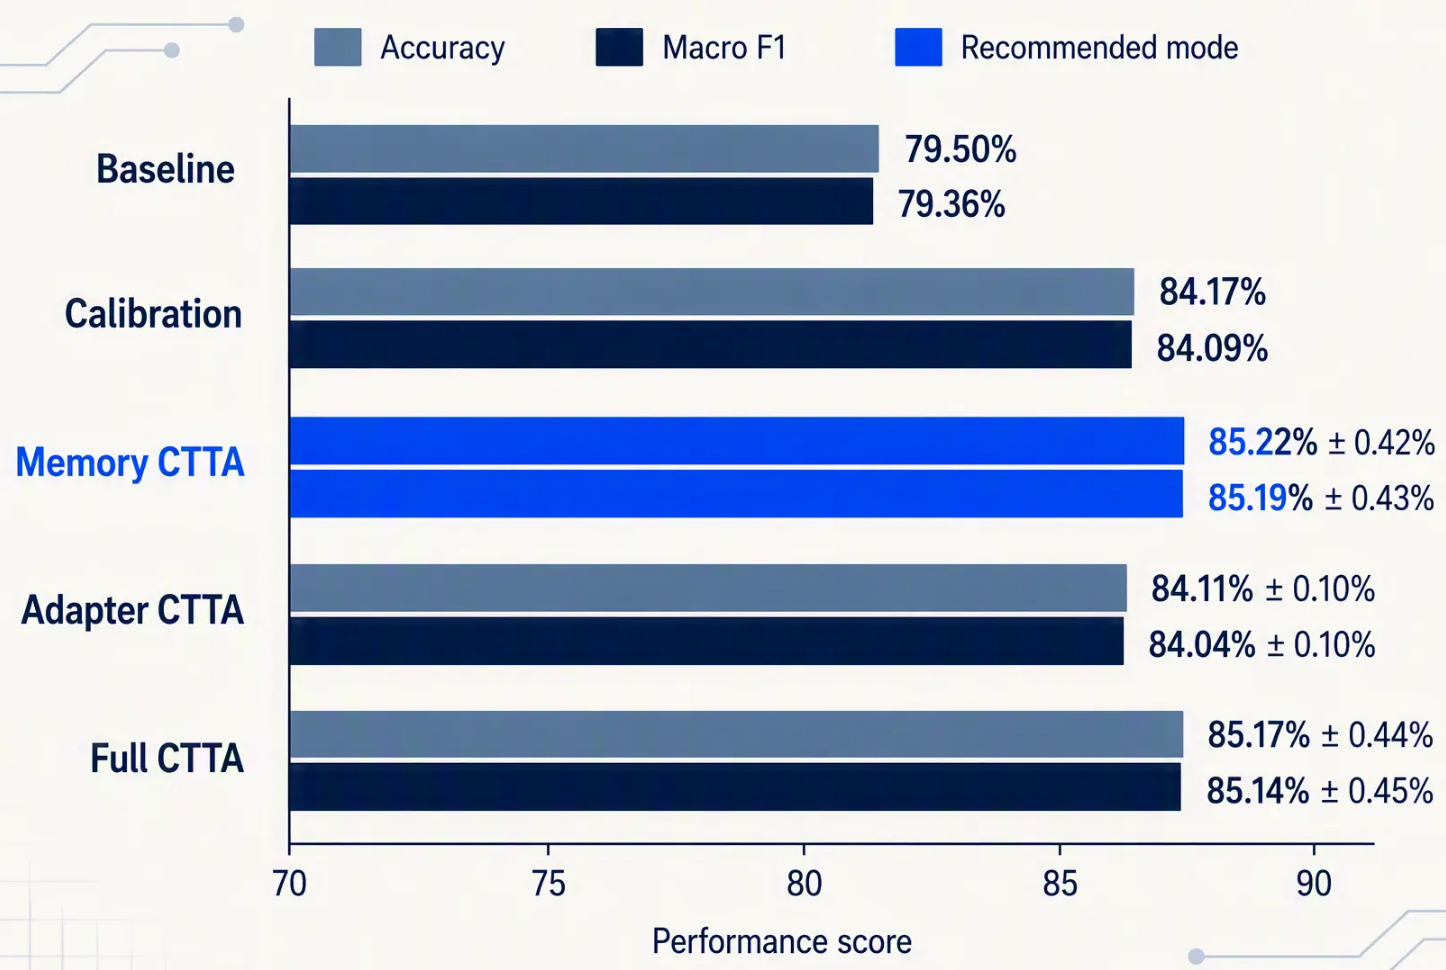 Accuracy Macro F1 Recommended mode
Baseline
79.50%
79.36%
Calibration
84.17%
84.09%
Memory CTTA
85.22% ± 0.42%
85.19% ± 0.43%
Adapter CTTA
84.11% ± 0.10%
84.04% ± 0.10%
Full CTTA
85.17% ± 0.44%
85.14% ± 0.45%
70 75 80 85 90
Performance score